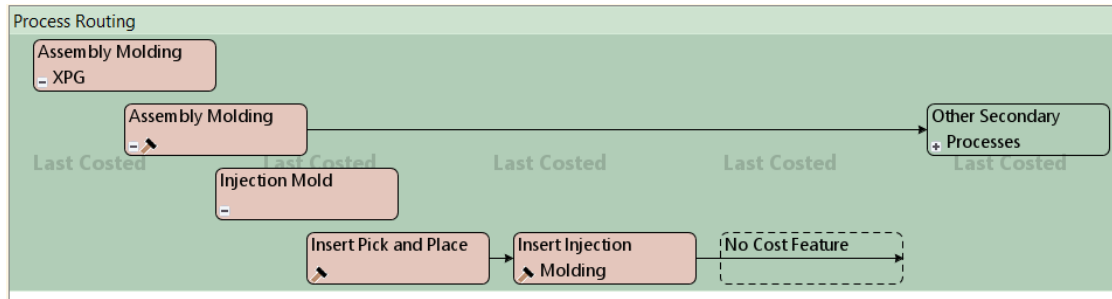 Process Routing
Assembly Molding
XPG
Assembly Molding
Other Secondary
Processes
Last Costed Last Costed Last Costed Last Costed Last Costed
Injection Mold
Insert Pick and Place
Insert Injection
Molding
No Cost Feature